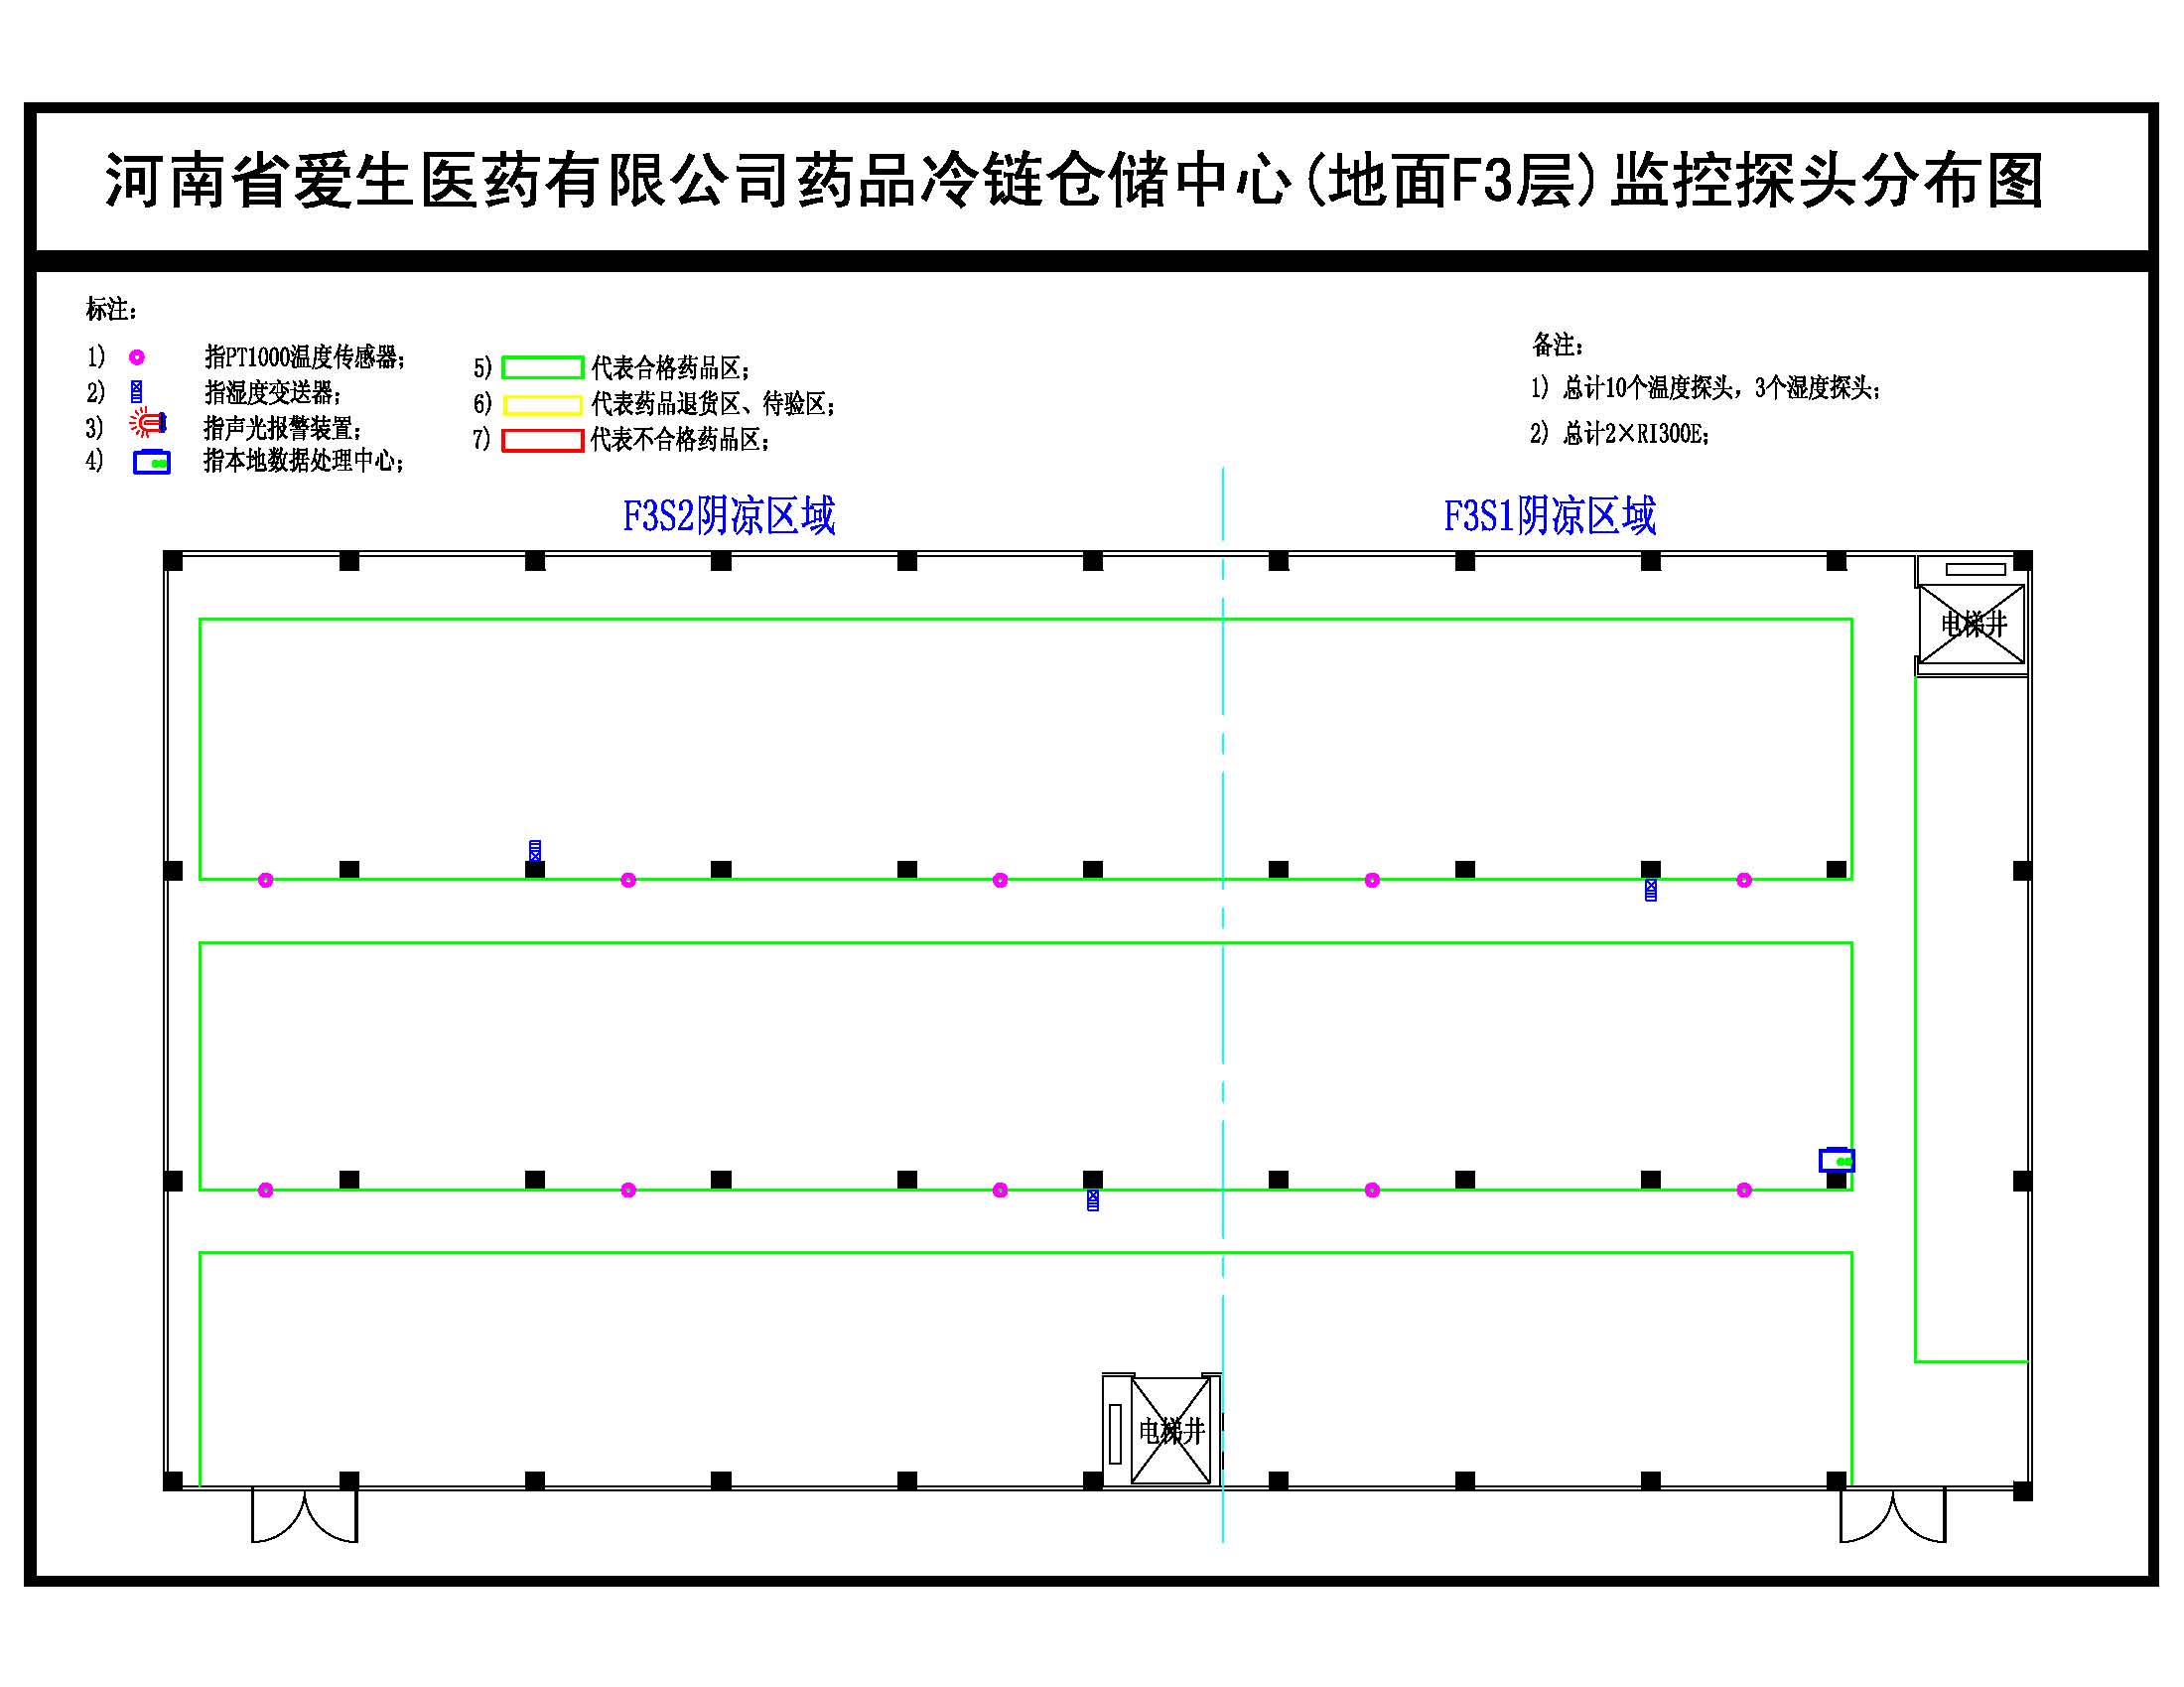 河南省爱生医药有限公司药品冷链仓储中心(地面F3层)监控探头分布图
标注:
1) 指PT1000温度传感器;
2) 指湿度变送器;
3) 指声光报警装置;
4) 指本地数据处理中心;
5) 代表合格药品区;
6) 代表药品退货区、待验区;
7) 代表不合格药品区;
备注:
1) 总计10个温度探头，3个湿度探头;
2) 总计2×RI300E;
F3S2阴凉区域
F3S1阴凉区域
电梯井
电梯井